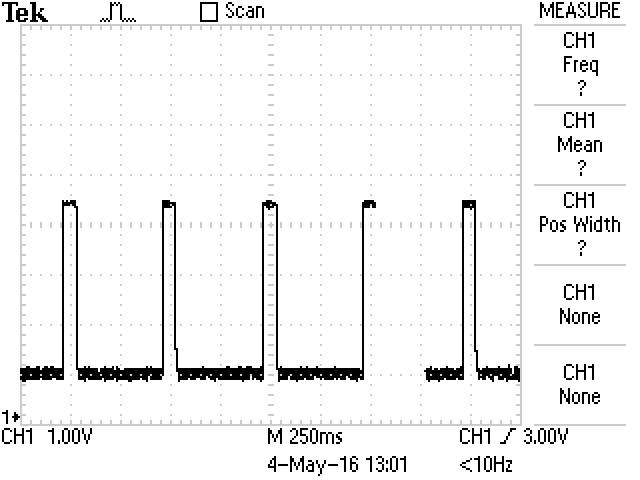 Tek
Scan
MEASURE
CH1
Freq
?
CH1
Mean
?
CH1
Pos Width
?
CH1
None
CH1
None
1
CH1 1.00V M 250ms CH1 3.00V
4-May-16 13:01 <10Hz